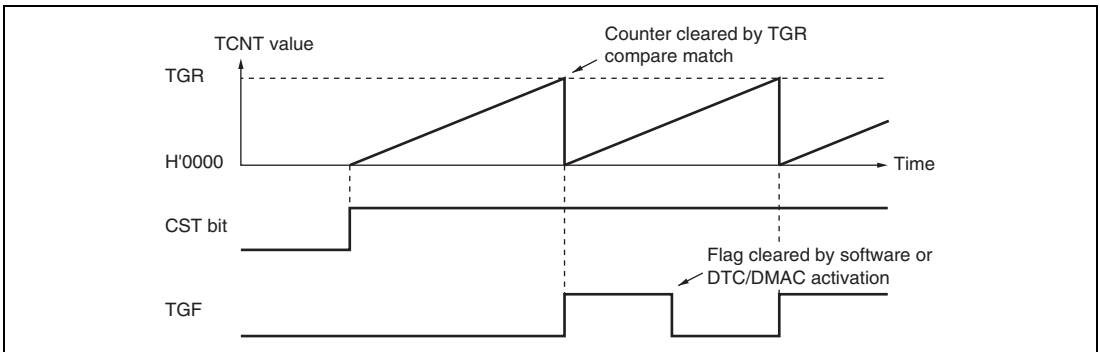 TCNT value
Counter cleared by TGR
compare match
TGR
H'0000
Time
CST bit
Flag cleared by software or
DTC/DMAC activation
TGF